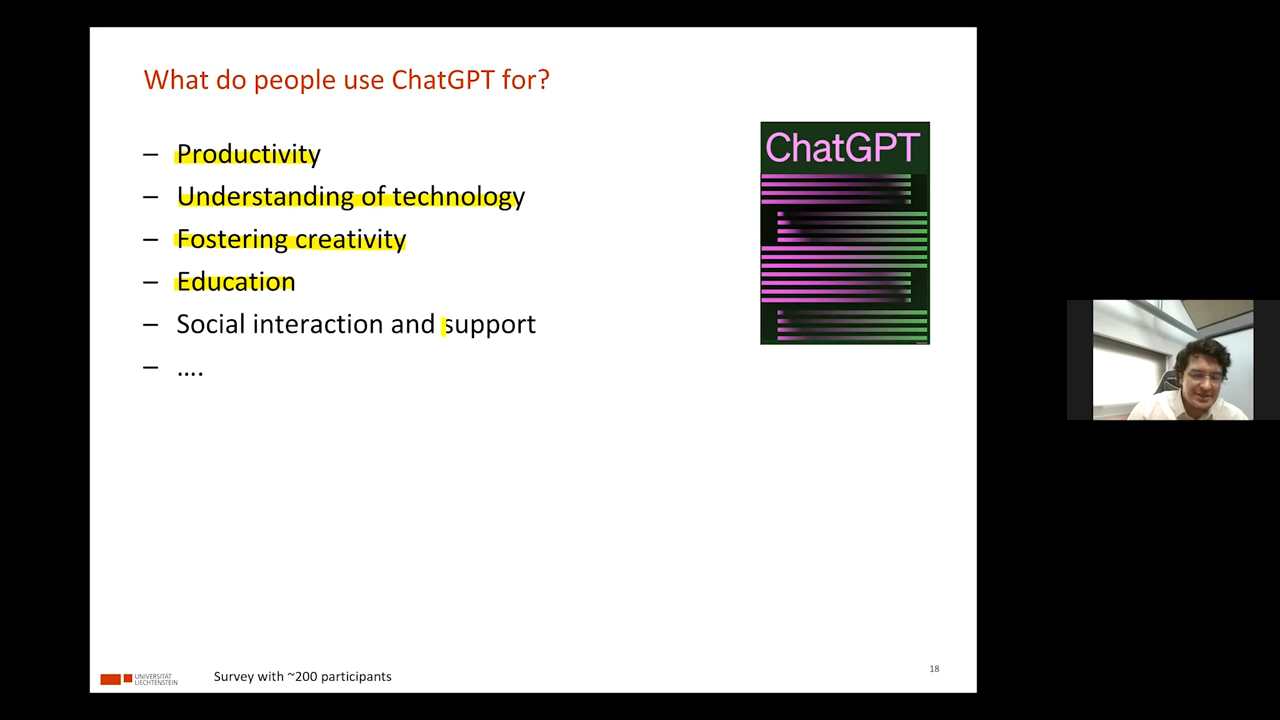 What do people use ChatGPT for?
– Productivity
– Understanding of technology
– Fostering creativity
– Education
– Social interaction and support
– ....
ChatGPT
UNIVERSITÄT
LIECHTENSTEIN
Survey with ~200 participants
18